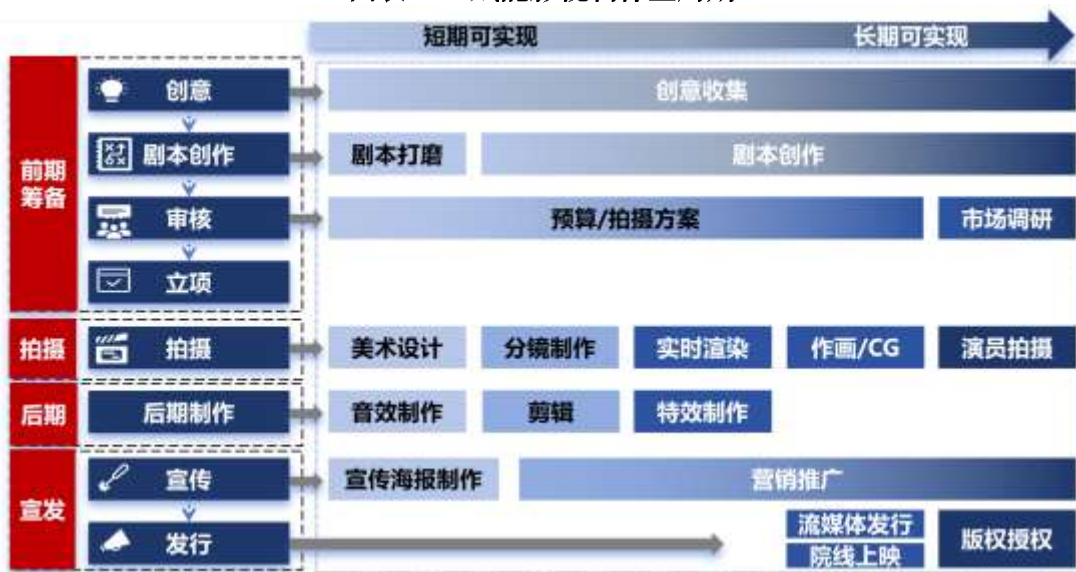 短期可实现 长期可实现
前期
筹备
创意 创意收集
剧本创作 剧本打磨 剧本创作
审核 预算/拍摄方案 市场调研
立项
拍摄 拍摄 美术设计 分镜制作 实时渲染 作画/CG 演员拍摄
后期 后期制作 音效制作 剪辑 特效制作
宣发
宣传 宣传海报制作 营销推广
发行 流媒体发行 版权授权
院线上映